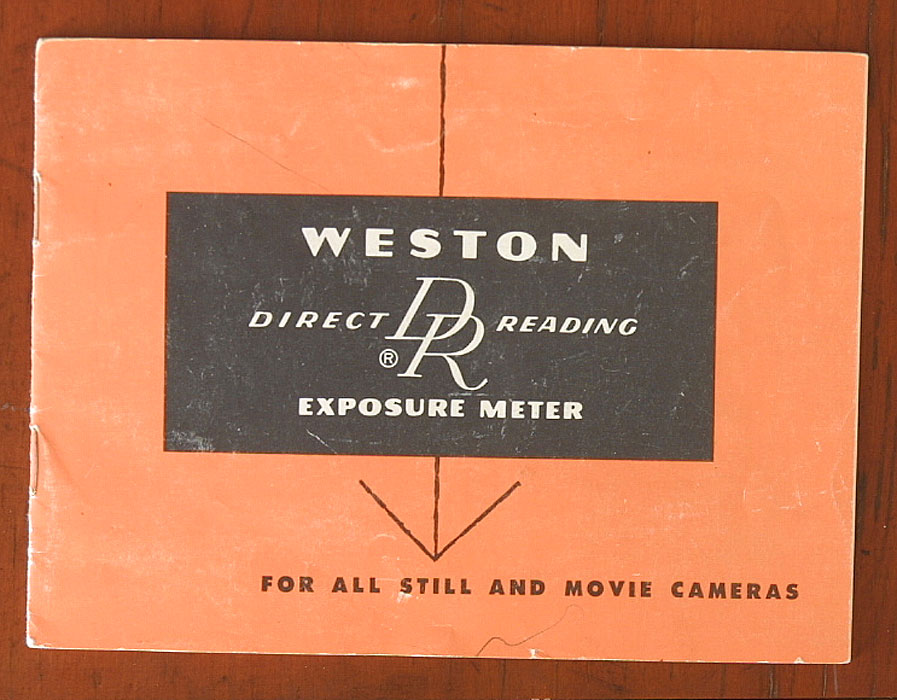 WESTON
DIRECT DR READING
®
EXPOSURE METER
FOR ALL STILL AND MOVIE CAMERAS